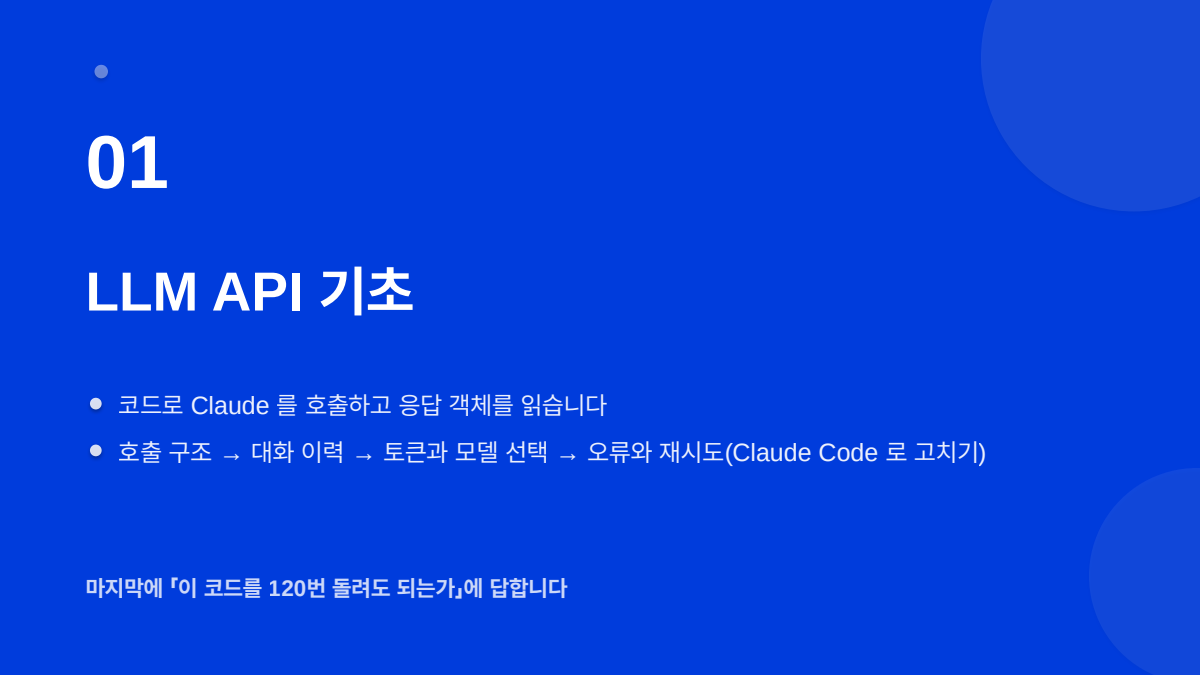 01
LLM API 기초
코드로 Claude 를 호출하고 응답 객체를 읽습니다
호출 구조 → 대화 이력 → 토큰과 모델 선택 → 오류와 재시도(Claude Code 로 고치기)
마지막에 『이 코드를 120번 돌려도 되는가』에 답합니다